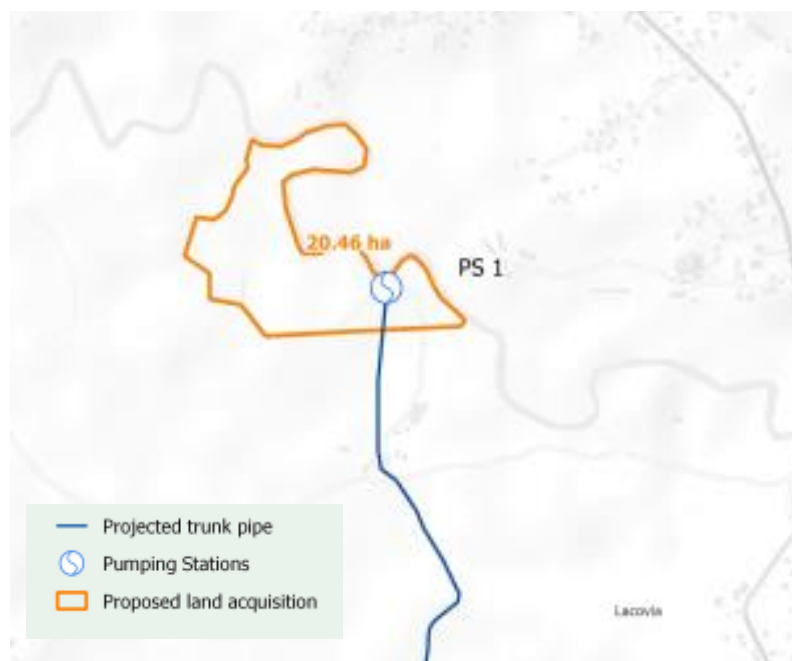 20.46 ha
PS 1
Projected trunk pipe
Pumping Stations
Proposed land acquisition
Lacovia